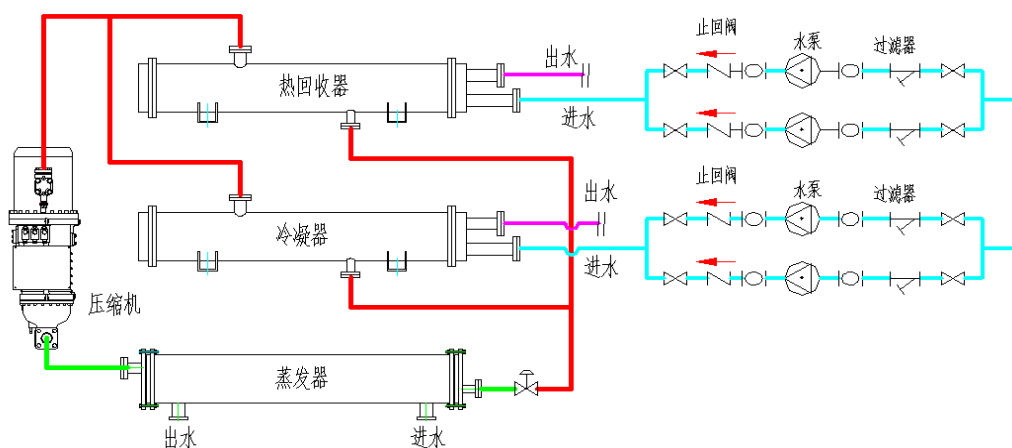 止回阀
水泵
过滤器
出水
热回收器
进水
止回阀
水泵
过滤器
出水
冷凝器
进水
压缩机
蒸发器
出水
进水